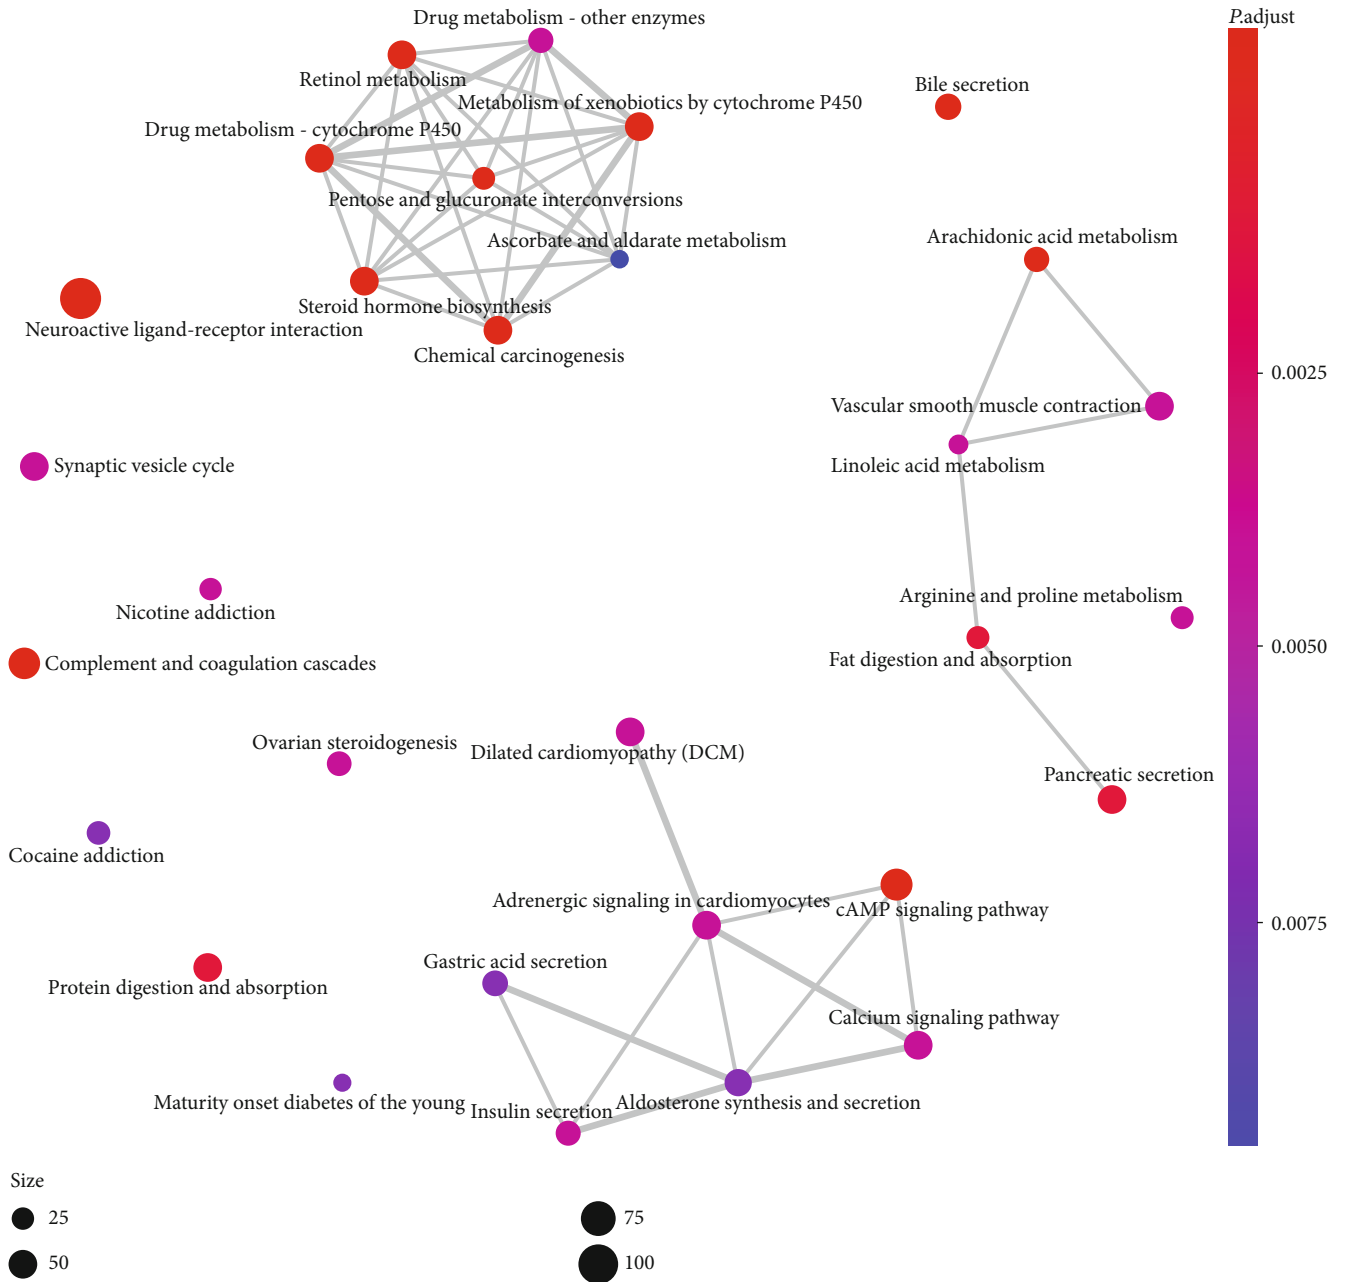 Drug metabolism - other enzymes
P.adjust
Retinol metabolism
Bile secretion
Metabolism of xenobiotics by cytochrome P450
Drug metabolism - cytochrome P450
Pentose and glucuronate interconversions
Arachidonic acid metabolism
Ascorbate and aldarate metabolism
Steroid hormone biosynthesis
Neuroactive ligand-receptor interaction
Chemical carcinogenesis
0.0025
Vascular smooth muscle contraction
Synaptic vesicle cycle
Linoleic acid metabolism
Arginine and proline metabolism
Nicotine addiction
0.0050
Fat digestion and absorption
Complement and coagulation cascades
Ovarian steroidogenesis
Dilated cardiomyopathy (DCM)
Pancreatic secretion
Cocaine addiction
Adrenergic signaling in cardiomyocytes
cAMP signaling pathway
0.0075
Gastric acid secretion
Protein digestion and absorption
Calcium signaling pathway
Maturity onset diabetes of the young
Insulin secretion
Aldosterone synthesis and secretion
Size
25
75
50
100